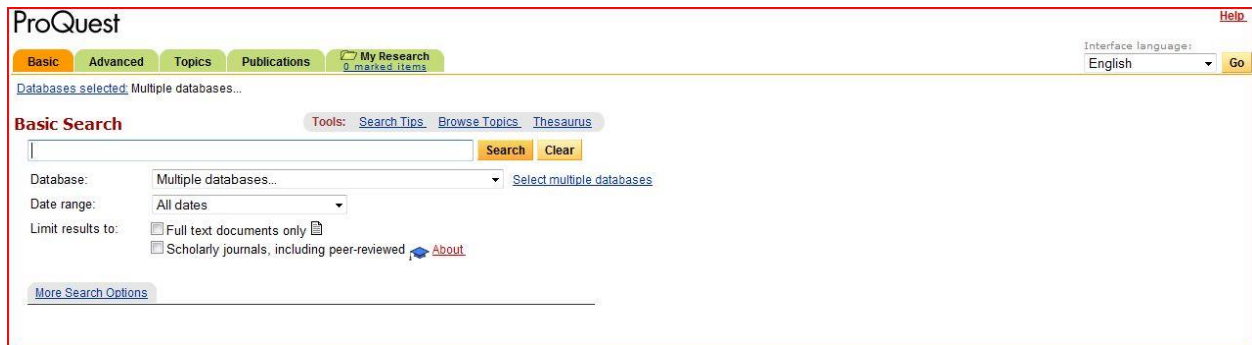 ProQuest
Help
Interface language:
Basic Advanced Topics Publications My Research
0 marked items
English Go
Databases selected: Multiple databases...
Basic Search
Tools: Search Tips Browse Topics Thesaurus
Search Clear
Database: Multiple databases... Select multiple databases
Date range: All dates
Limit results to: Full text documents only
Scholarly journals, including peer-reviewed About
More Search Options